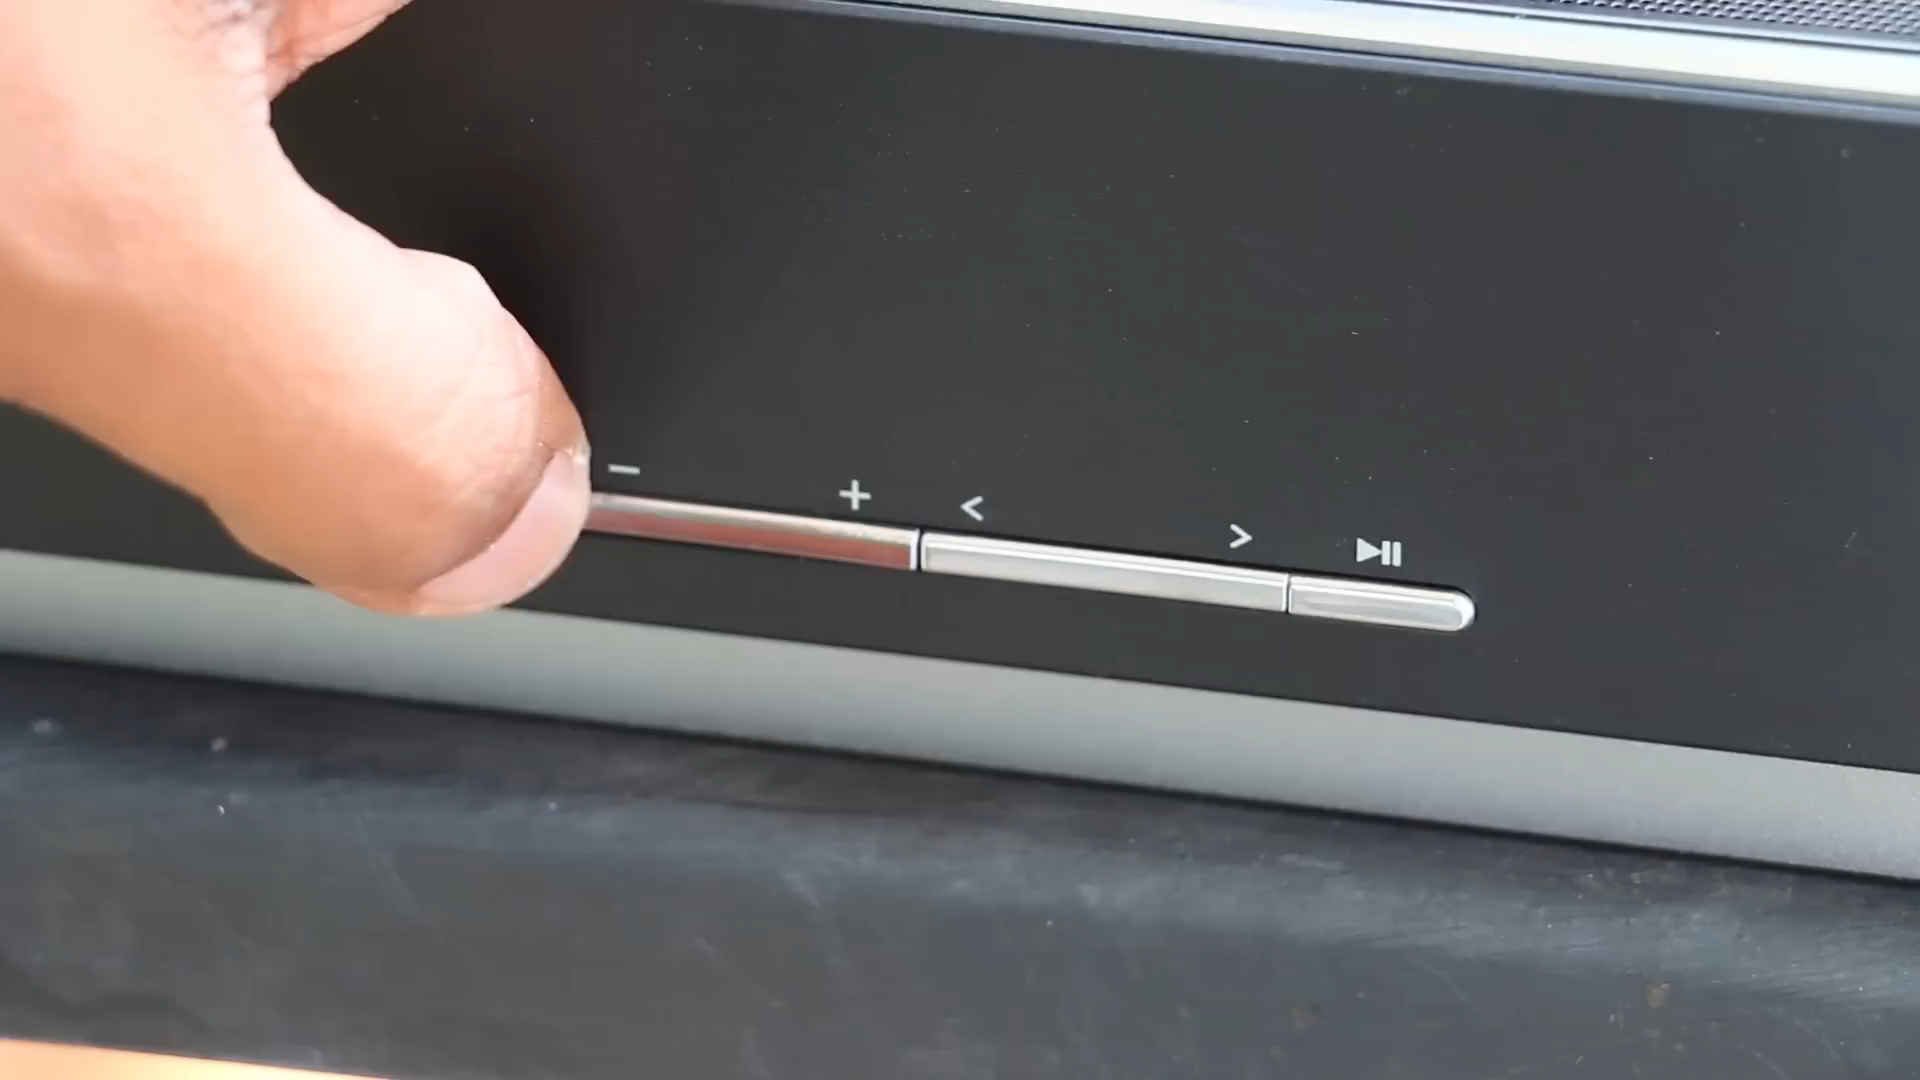 − + < > ⏯